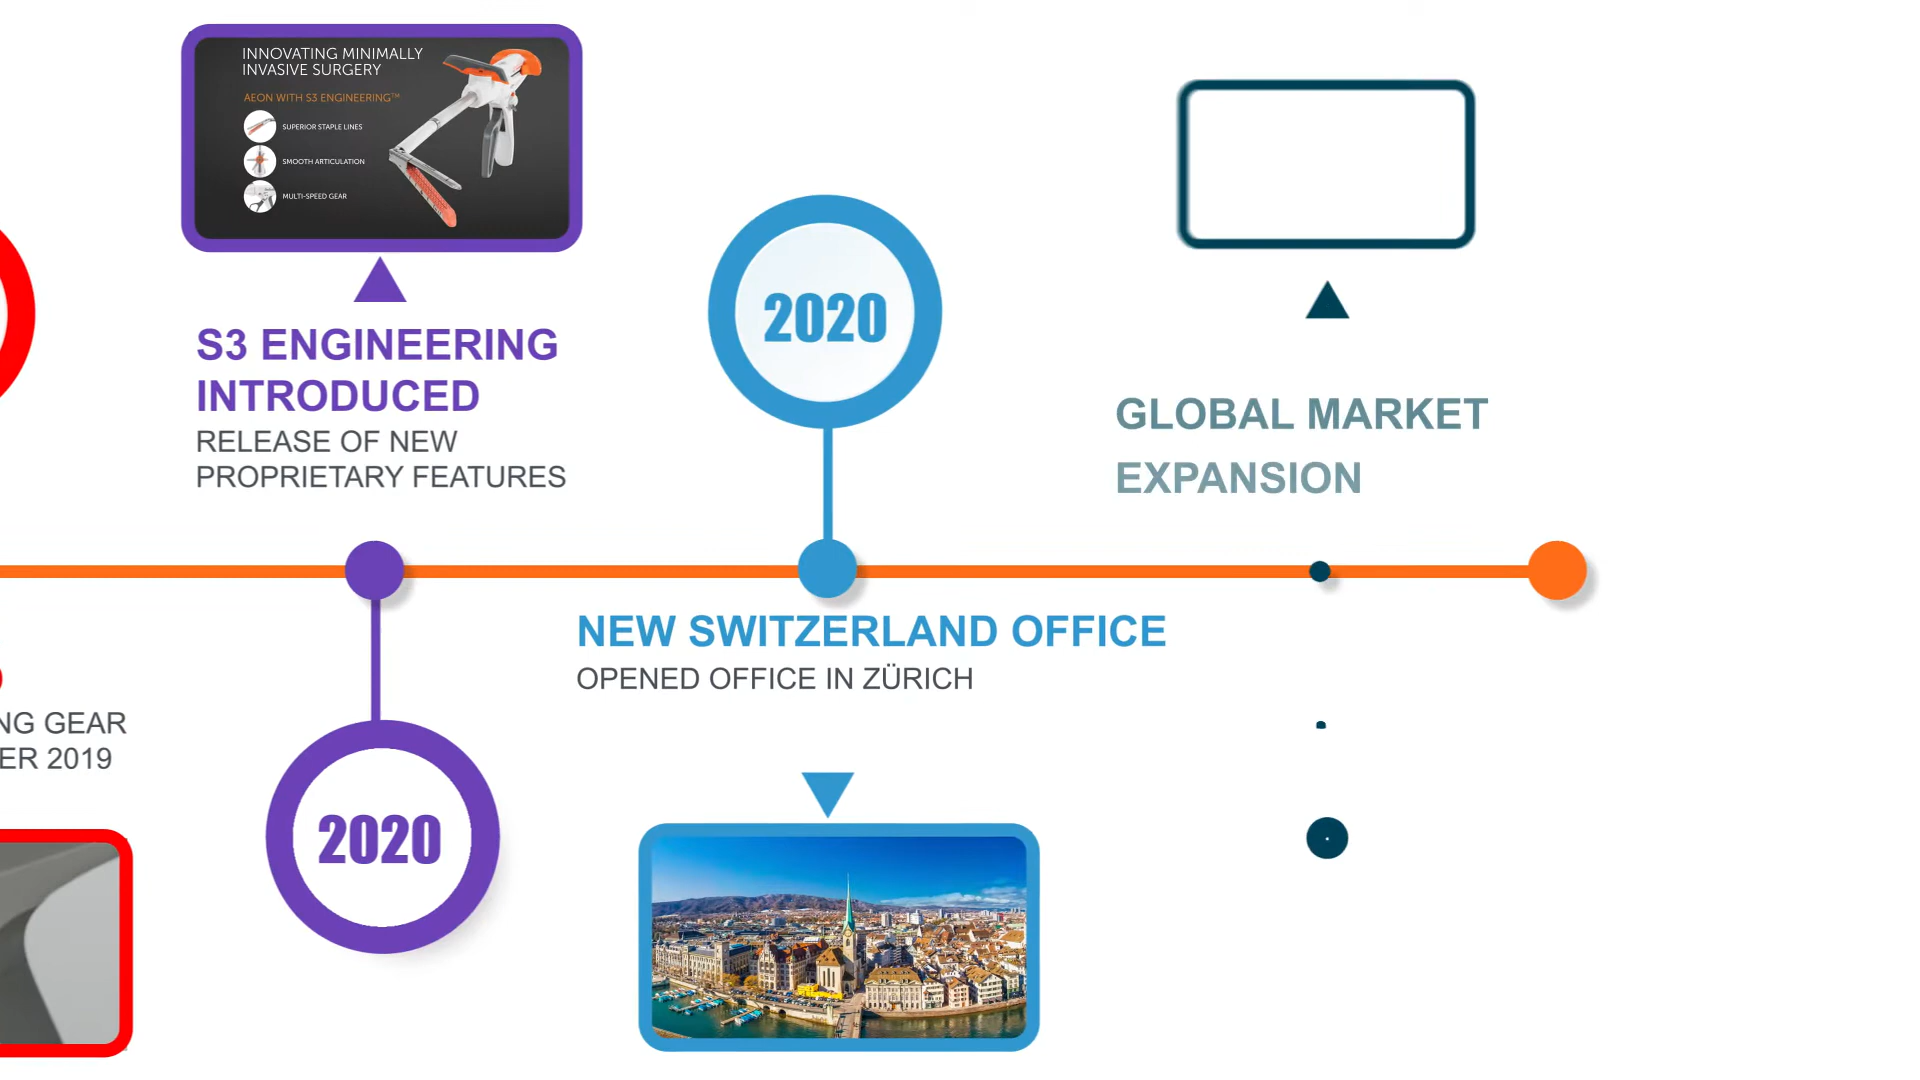 INNOVATING MINIMALLY
INVASIVE SURGERY
AEON WITH S3 ENGINEERING™
SUPERIOR STAPLE LINES
SMOOTH ARTICULATION
MULTI-SPEED GEAR
S3 ENGINEERING
INTRODUCED
RELEASE OF NEW
PROPRIETARY FEATURES
2020
2020
NEW SWITZERLAND OFFICE
OPENED OFFICE IN ZÜRICH
GLOBAL MARKET
EXPANSION
NG GEAR
ER 2019